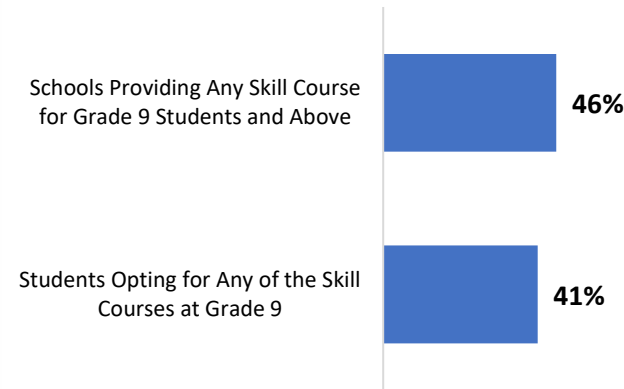 Schools Providing Any Skill Course
for Grade 9 Students and Above
46%
Students Opting for Any of the Skill
Courses at Grade 9
41%